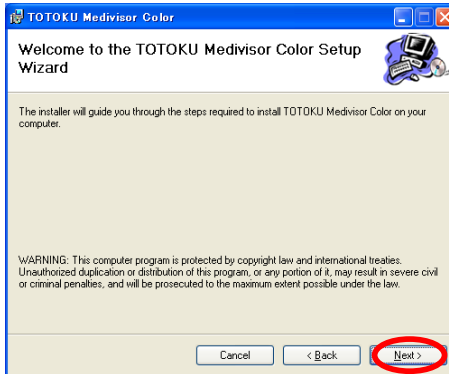 TOTOKU Medivisor Color
Welcome to the TOTOKU Medivisor Color Setup
Wizard
The installer will guide you through the steps required to install TOTOKU Medivisor Color on your
computer.
WARNING: This computer program is protected by copyright law and international treaties.
Unauthorized duplication or distribution of this program, or any portion of it, may result in severe civil
or criminal penalties, and will be prosecuted to the maximum extent possible under the law.
Cancel < Back Next >